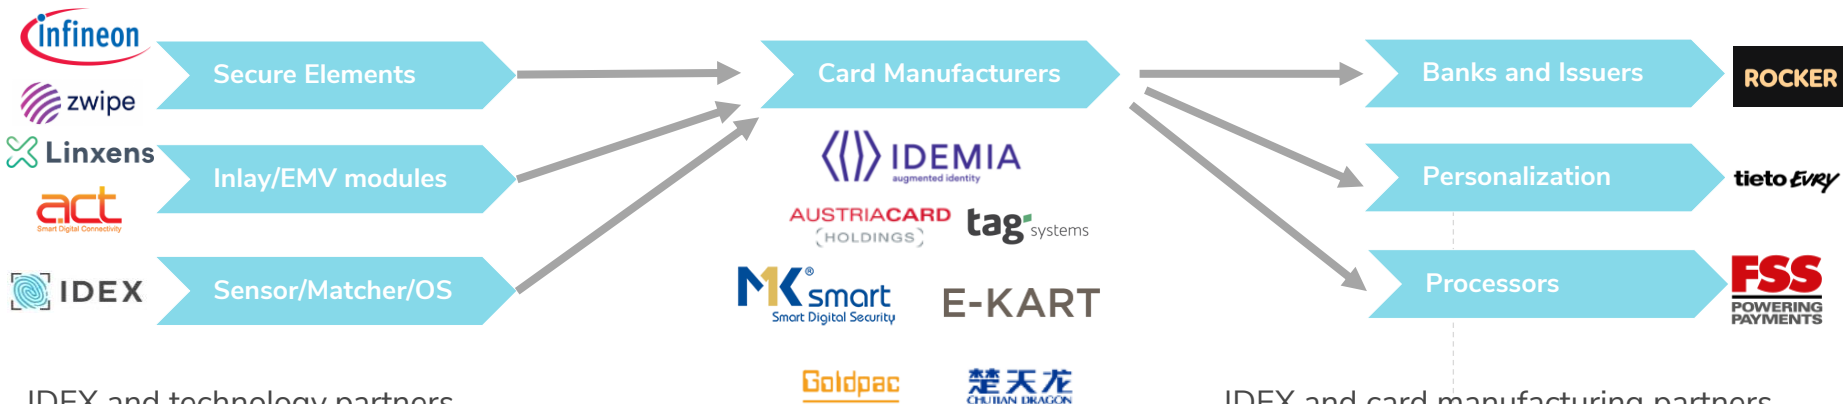 infineon
zwipe
Linxens
act
Smart Digital Connectivity
IDEX
Secure Elements
Inlay/EMV modules
Sensor/Matcher/OS
IDEX and technology partners
Card Manufacturers
IDEMIA
augmented identity
AUSTRIACARD
HOLDINGS
tag systems
MK smart
Smart Digital Security
E-KART
Goldpac
楚天龙
CHUTIAN DRAGON
Banks and Issuers
Personalization
Processors
ROCKER
tieto Evry
FSS
POWERING
PAYMENTS
IDEX and card manufacturing partners